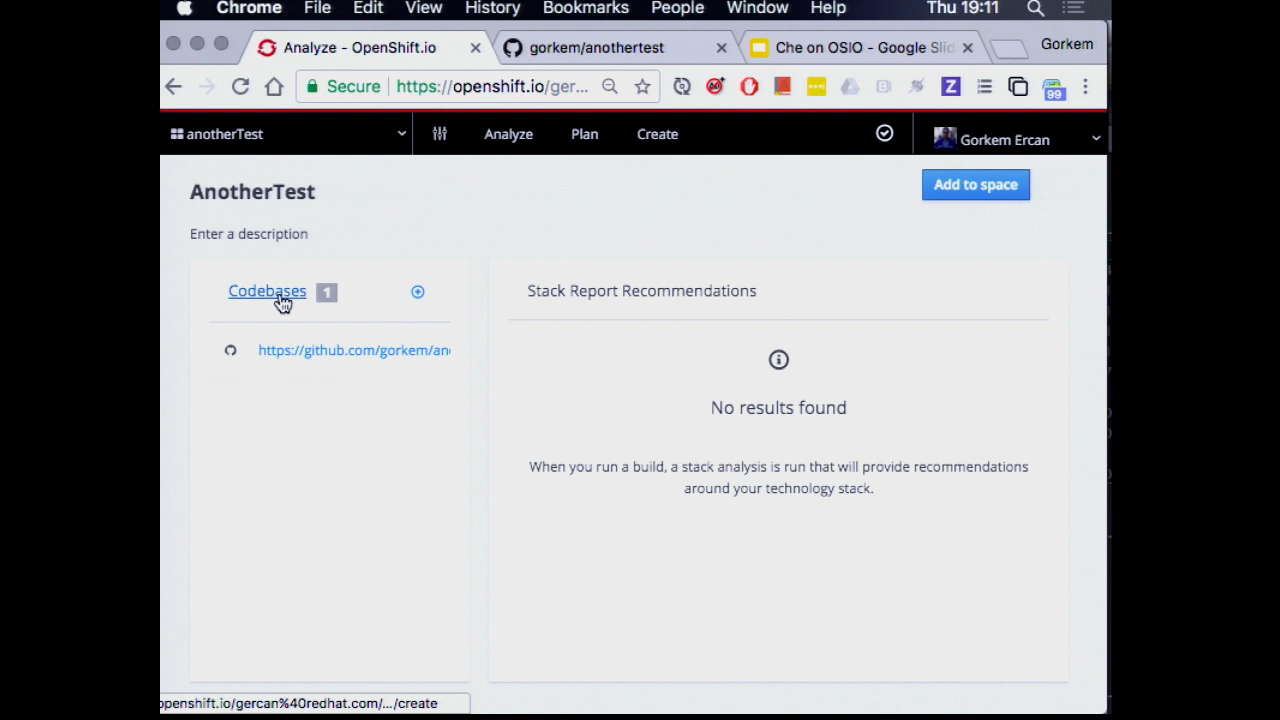 Chrome File Edit View History Bookmarks People Window Help Thu 19:11
Analyze - OpenShift.io gorkem/anothertest Che on OSIO - Google Slid Gorkem
Secure https://openshift.io/ger... Z 99
anotherTest Analyze Plan Create Gorkem Ercan
AnotherTest Add to space
Enter a description
Codebases 1
https://github.com/gorkem/an
Stack Report Recommendations
No results found
When you run a build, a stack analysis is run that will provide recommendations
around your technology stack.
openshift.io/gercan%40redhat.com/.../create